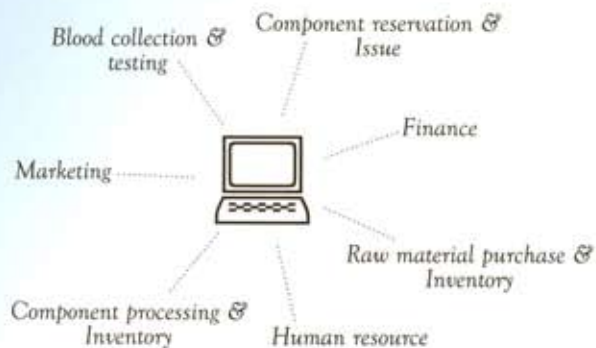 Blood collection &
testing
Component reservation &
Issue
Finance
Marketing
Raw material purchase &
Inventory
Component processing &
Inventory
Human resource